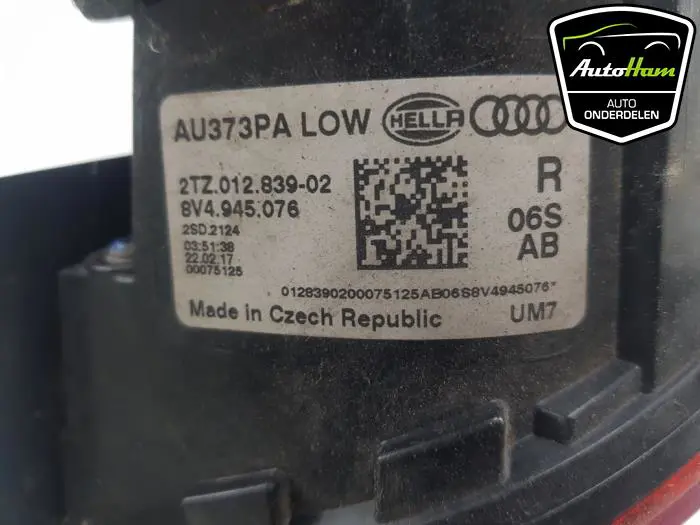 AutoHam
AUTO
ONDERDELEN
AU373PA LOW HELLA
2TZ.012.839-02
8V4.945.076
2SD.2124
03:51:38
22.02.17
00075125
R
06S
AB
0128390200075125AB06S8V4945076*
Made in Czech Republic UM7